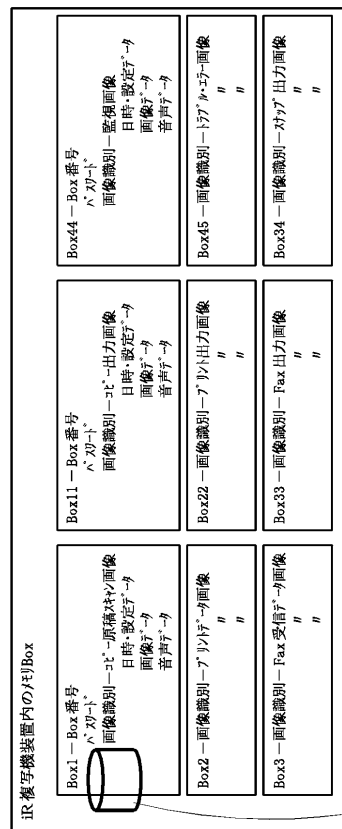 iR 複写機装置内のﾒﾓﾘBox
Box1－Box 番号
ﾊﾟｽﾜｰﾄﾞ
画像識別－ｺﾋﾟｰ原稿ｽｷｬﾝ画像
日時・設定ﾃﾞｰﾀ
画像ﾃﾞｰﾀ
音声ﾃﾞｰﾀ
Box11－Box 番号
ﾊﾟｽﾜｰﾄﾞ
画像識別－ｺﾋﾟｰ出力画像
日時・設定ﾃﾞｰﾀ
画像ﾃﾞｰﾀ
音声ﾃﾞｰﾀ
Box44－Box 番号
ﾊﾟｽﾜｰﾄﾞ
画像識別－監視画像
日時・設定ﾃﾞｰﾀ
画像ﾃﾞｰﾀ
音声ﾃﾞｰﾀ
Box2－画像識別－ﾌﾟﾘﾝﾄﾃﾞｰﾀ画像
〃
〃
Box22－画像識別－ﾌﾟﾘﾝﾄ出力画像
〃
〃
Box45－画像識別－ﾄﾗﾌﾞﾙ・ｴﾗｰ画像
〃
〃
Box3－画像識別－Fax 受信ﾃﾞｰﾀ画像
〃
〃
Box33－画像識別－Fax 出力画像
〃
〃
Box34－画像識別－ｽﾅｯﾌﾟ出力画像
〃
〃